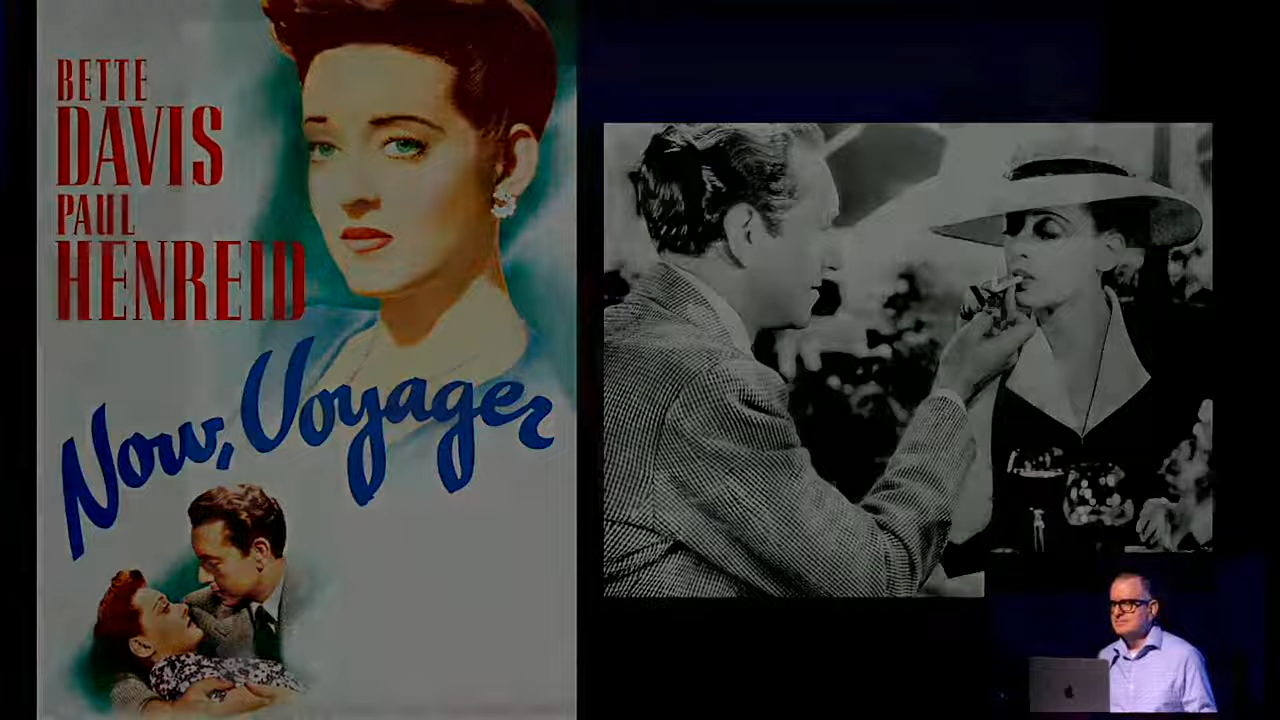 BETTE
DAVIS
PAUL
HENREID
Now, Voyager